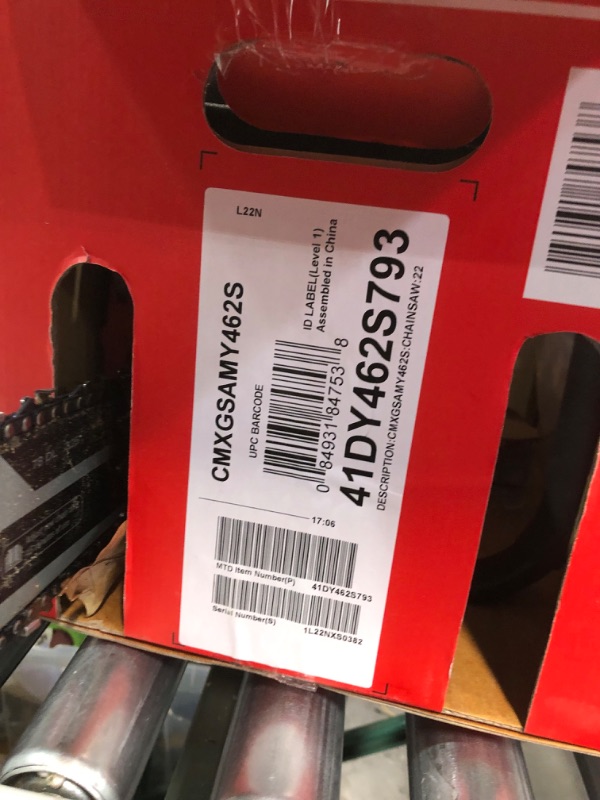 L22N
CMXGSAMY462S
UPC BARCODE
ID LABEL(Level 1)
Assembled in China
0 84931 84753 8
41DY462S793
DESCRIPTION:CMXGSAMY462S:CHAINSAW:22
17:06
MTD Item Number(P)
41DY462S793
Serial Number(S)
1L22NXS0382